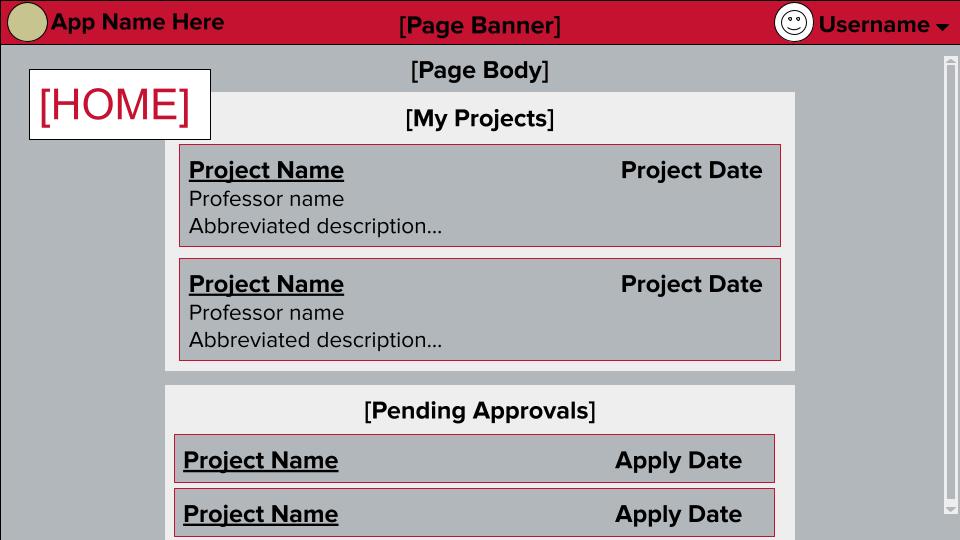 App Name Here
[Page Banner]
Username
[Page Body]
[HOME]
[My Projects]
Project Name
Project Date
Professor name
Abbreviated description...
Project Name
Project Date
Professor name
Abbreviated description...
[Pending Approvals]
Project Name
Apply Date
Project Name
Apply Date